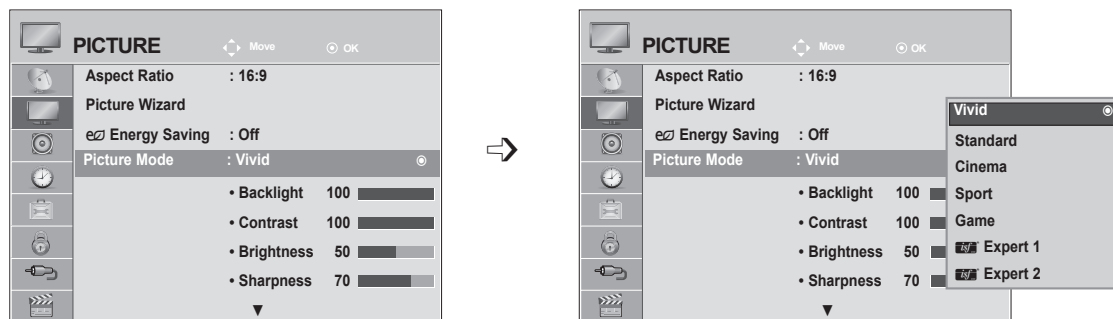 PICTURE Move OK
Aspect Ratio : 16:9
Picture Wizard
Energy Saving : Off
Picture Mode : Vivid
• Backlight 100
• Contrast 100
• Brightness 50
• Sharpness 70
▼
PICTURE Move OK
Aspect Ratio : 16:9
Picture Wizard
Energy Saving : Off
Picture Mode : Vivid
• Backlight 100
• Contrast 100
• Brightness 50
• Sharpness 70
▼
Vivid
Standard
Cinema
Sport
Game
isf Expert 1
isf Expert 2